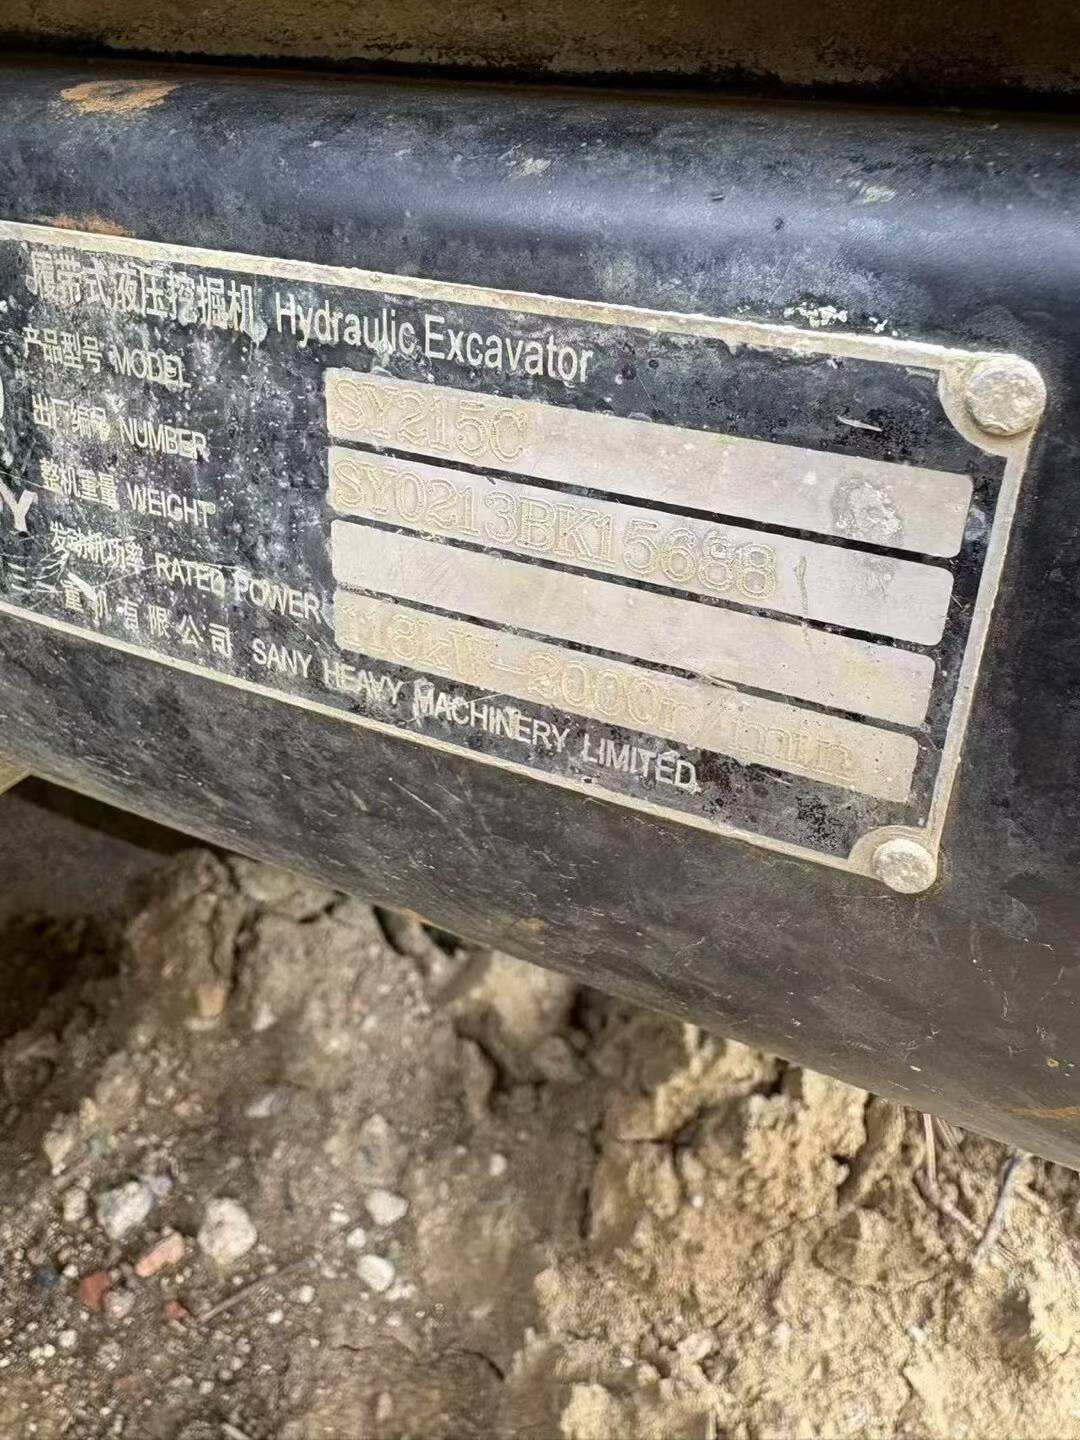 履带式液压挖掘机 Hydraulic Excavator
产品型号 MODEL SY215C
出厂编号 NUMBER SY0213BK15688
整机重量 WEIGHT
发动机功率 RATED POWER 118kW-2000r/min
Y 三一重机有限公司 SANY HEAVY MACHINERY LIMITED